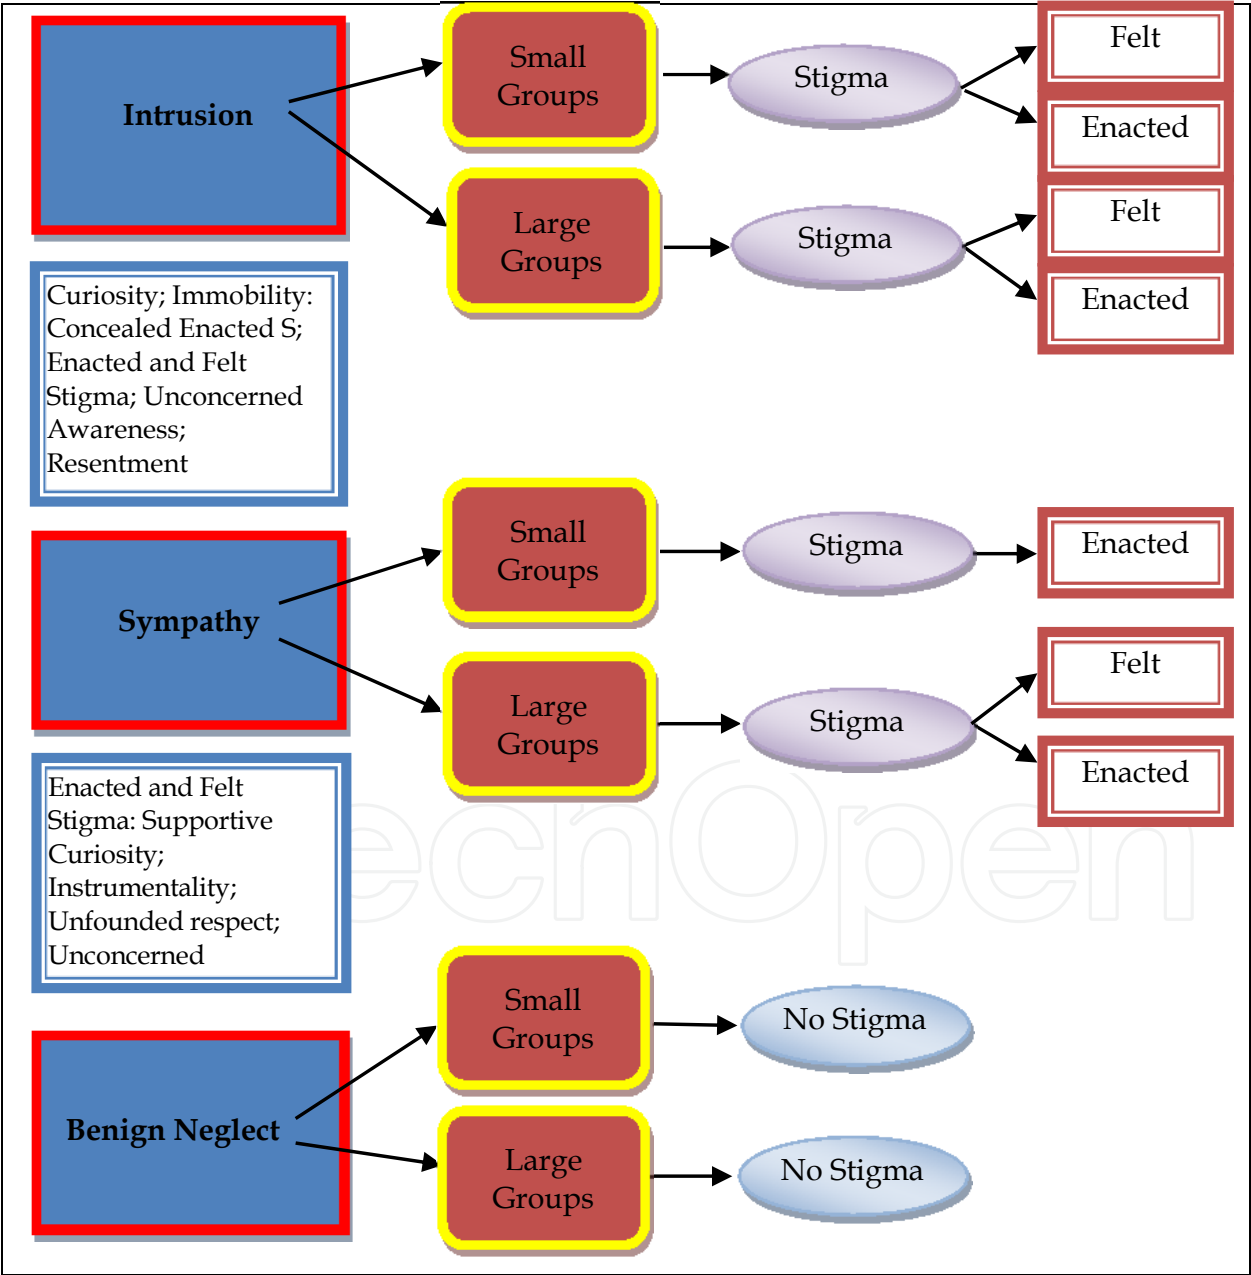 Intrusion
Small
Groups
Stigma
Felt
Enacted
Large
Groups
Stigma
Felt
Enacted
Curiosity; Immobility:
Concealed Enacted S;
Enacted and Felt
Stigma; Unconcerned
Awareness;
Resentment
Sympathy
Small
Groups
Stigma
Enacted
Large
Groups
Stigma
Felt
Enacted
Enacted and Felt
Stigma: Supportive
Curiosity;
Instrumentality;
Unfounded respect;
Unconcerned
ecnOpen
Benign Neglect
Small
Groups
No Stigma
Large
Groups
No Stigma